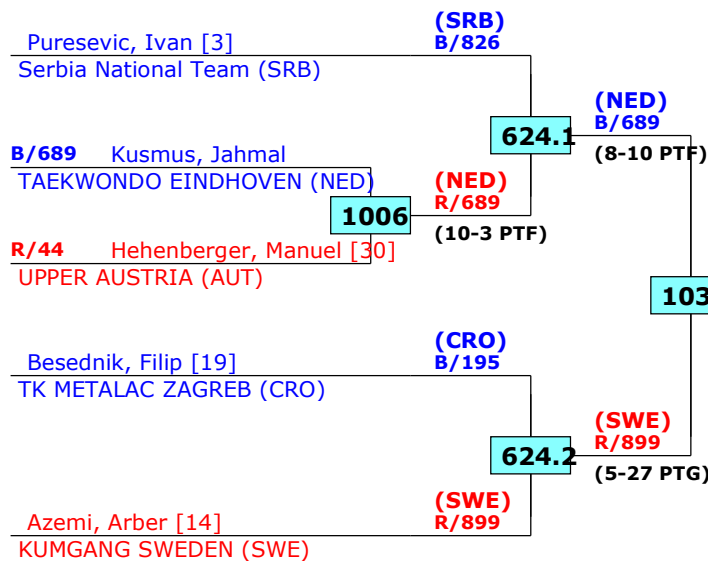 Puresevic, Ivan [3]
Serbia National Team (SRB)
(SRB)
B/826
624.1
(NED)
B/689
(8-10 PTF)
B/689 Kusmus, Jahmal
TAEKWONDO EINDHOVEN (NED)
1006
(NED)
R/689
(10-3 PTF)
R/44 Hehenberger, Manuel [30]
UPPER AUSTRIA (AUT)
103
Besednik, Filip [19]
TK METALAC ZAGREB (CRO)
(CRO)
B/195
624.2
(SWE)
R/899
(5-27 PTG)
Azemi, Arber [14]
KUMGANG SWEDEN (SWE)
(SWE)
R/899